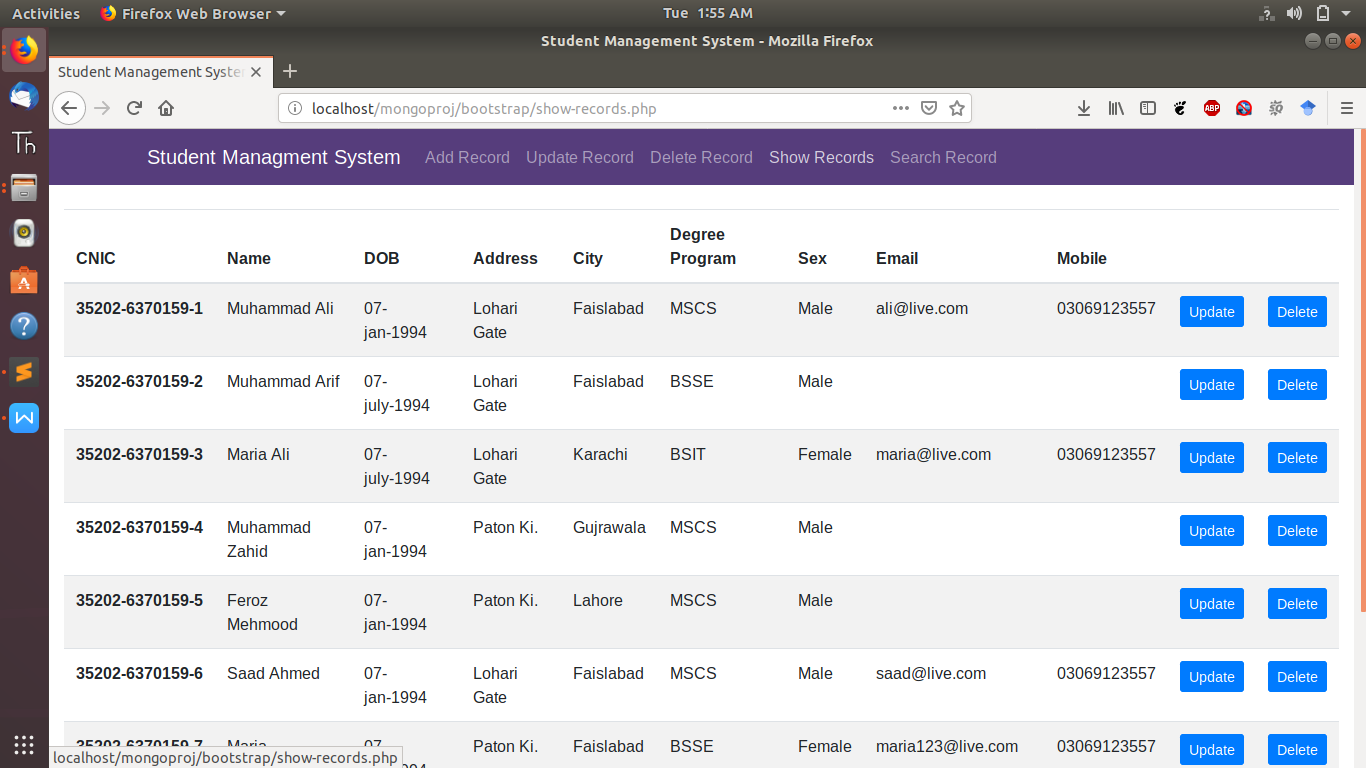 Activities Firefox Web Browser Tue 1:55 AM
Student Management System - Mozilla Firefox
Student Management Syster
localhost/mongoproj/bootstrap/show-records.php
ABP
Student Managment System Add Record Update Record Delete Record Show Records Search Record
CNIC Name DOB Address City Degree Program Sex Email Mobile
35202-6370159-1 Muhammad Ali 07-jan-1994 Lohari Gate Faislabad MSCS Male ali@live.com 03069123557 Update Delete
35202-6370159-2 Muhammad Arif 07-july-1994 Lohari Gate Faislabad BSSE Male Update Delete
35202-6370159-3 Maria Ali 07-july-1994 Lohari Gate Karachi BSIT Female maria@live.com 03069123557 Update Delete
35202-6370159-4 Muhammad Zahid 07-jan-1994 Paton Ki. Gujrawala MSCS Male Update Delete
35202-6370159-5 Feroz Mehmood 07-jan-1994 Paton Ki. Lahore MSCS Male Update Delete
35202-6370159-6 Saad Ahmed 07-jan-1994 Lohari Gate Faislabad MSCS Male saad@live.com 03069123557 Update Delete
35202-6370159-7 Maria 07- Paton Ki. Faislabad BSSE Female maria123@live.com 03069123557 Update Delete
localhost/mongoproj/bootstrap/show-records.php